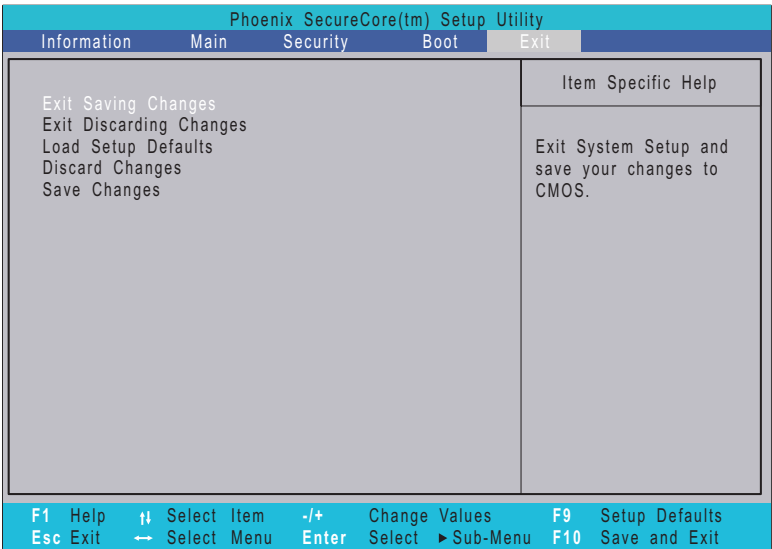 Phoenix SecureCore(tm) Setup Utility
Information Main Security Boot Exit
Item Specific Help
Exit Saving Changes
Exit Discarding Changes
Load Setup Defaults
Discard Changes
Save Changes
Exit System Setup and
save your changes to
CMOS.
F1 Help ↑↓ Select Item -/+ Change Values F9 Setup Defaults
Esc Exit ↔ Select Menu Enter Select ▶Sub-Menu F10 Save and Exit